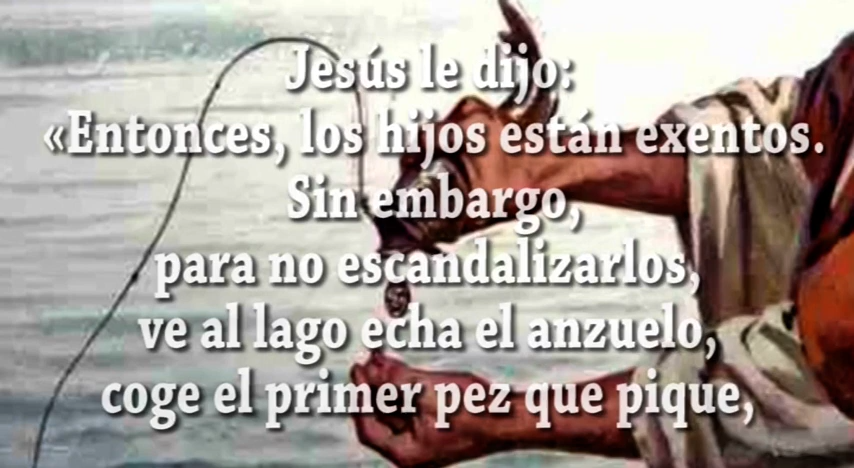 Jesús le dijo:
«Entonces, los hijos están exentos.
Sin embargo,
para no escandalizarlos,
ve al lago echa el anzuelo,
coge el primer pez que pique,